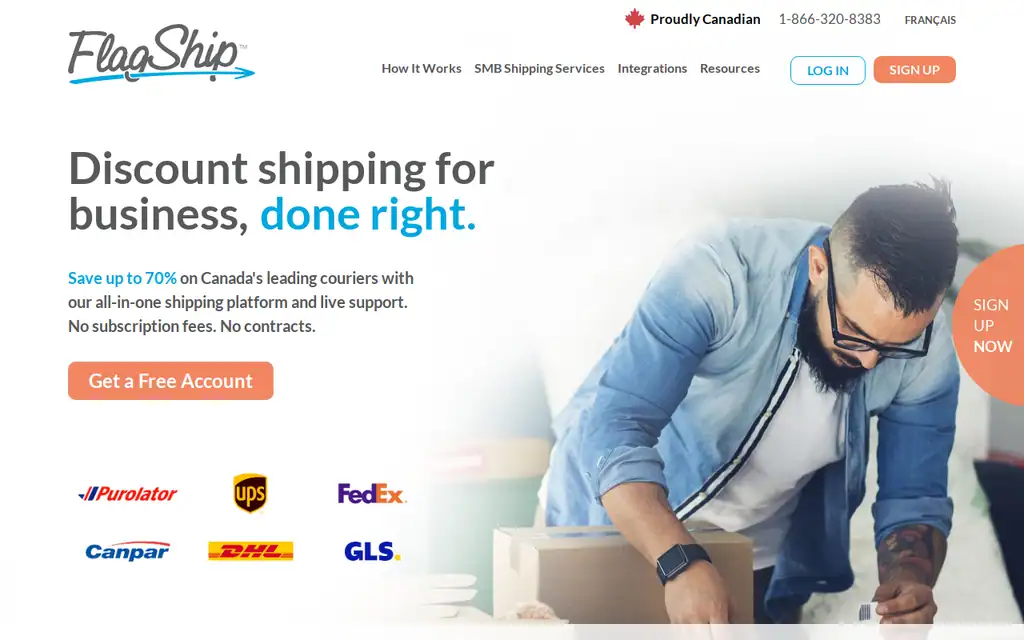 Proudly Canadian 1-866-320-8383 FRANÇAIS
FlagShip™
How It Works SMB Shipping Services Integrations Resources LOG IN SIGN UP
Discount shipping for
business, done right.
Save up to 70% on Canada's leading couriers with
our all-in-one shipping platform and live support.
No subscription fees. No contracts.
SIGN
UP
NOW
Get a Free Account
Purolator ups FedEx.
Canpar DHL GLS.